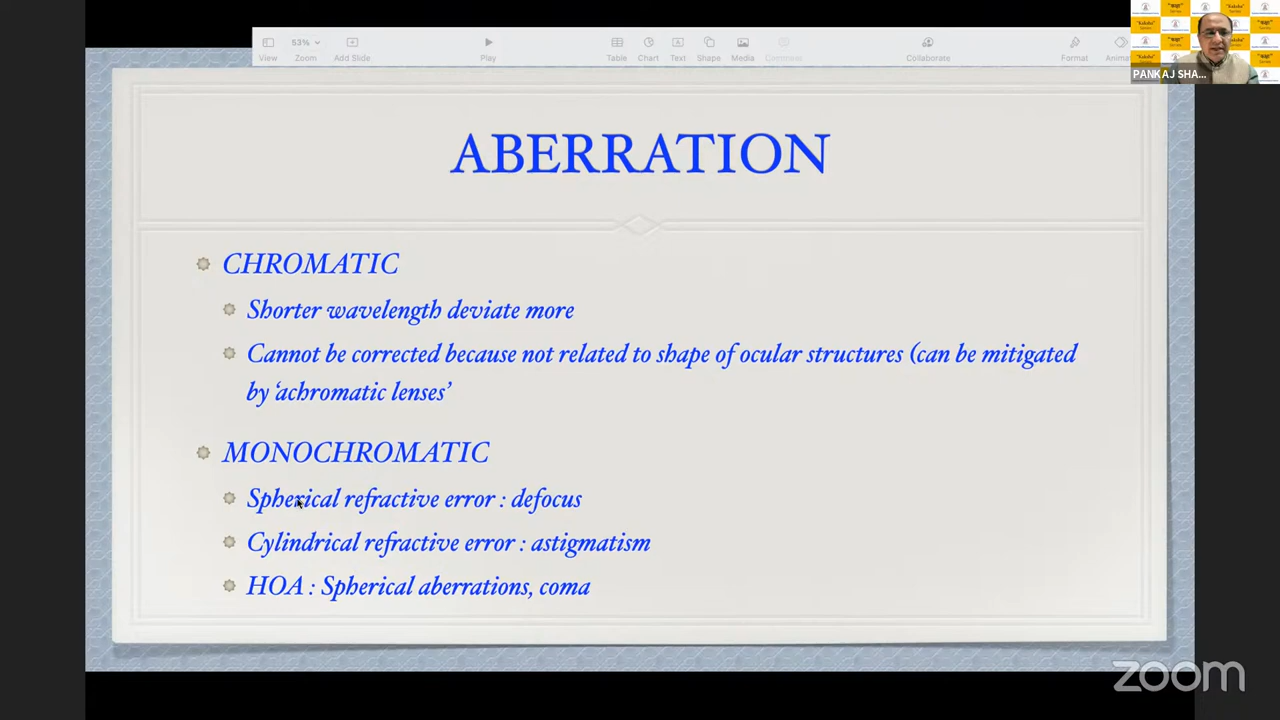 53%
View
Zoom
Add Slide
Play
Table
Chart
Text
Shape
Media
Comment
Collaborate
Format
Animat
PANKAJ SHA...
ABERRATION
CHROMATIC
Shorter wavelength deviate more
Cannot be corrected because not related to shape of ocular structures (can be mitigated
by ‘achromatic lenses’
MONOCHROMATIC
Spherical refractive error : defocus
Cylindrical refractive error : astigmatism
HOA : Spherical aberrations, coma
zoom